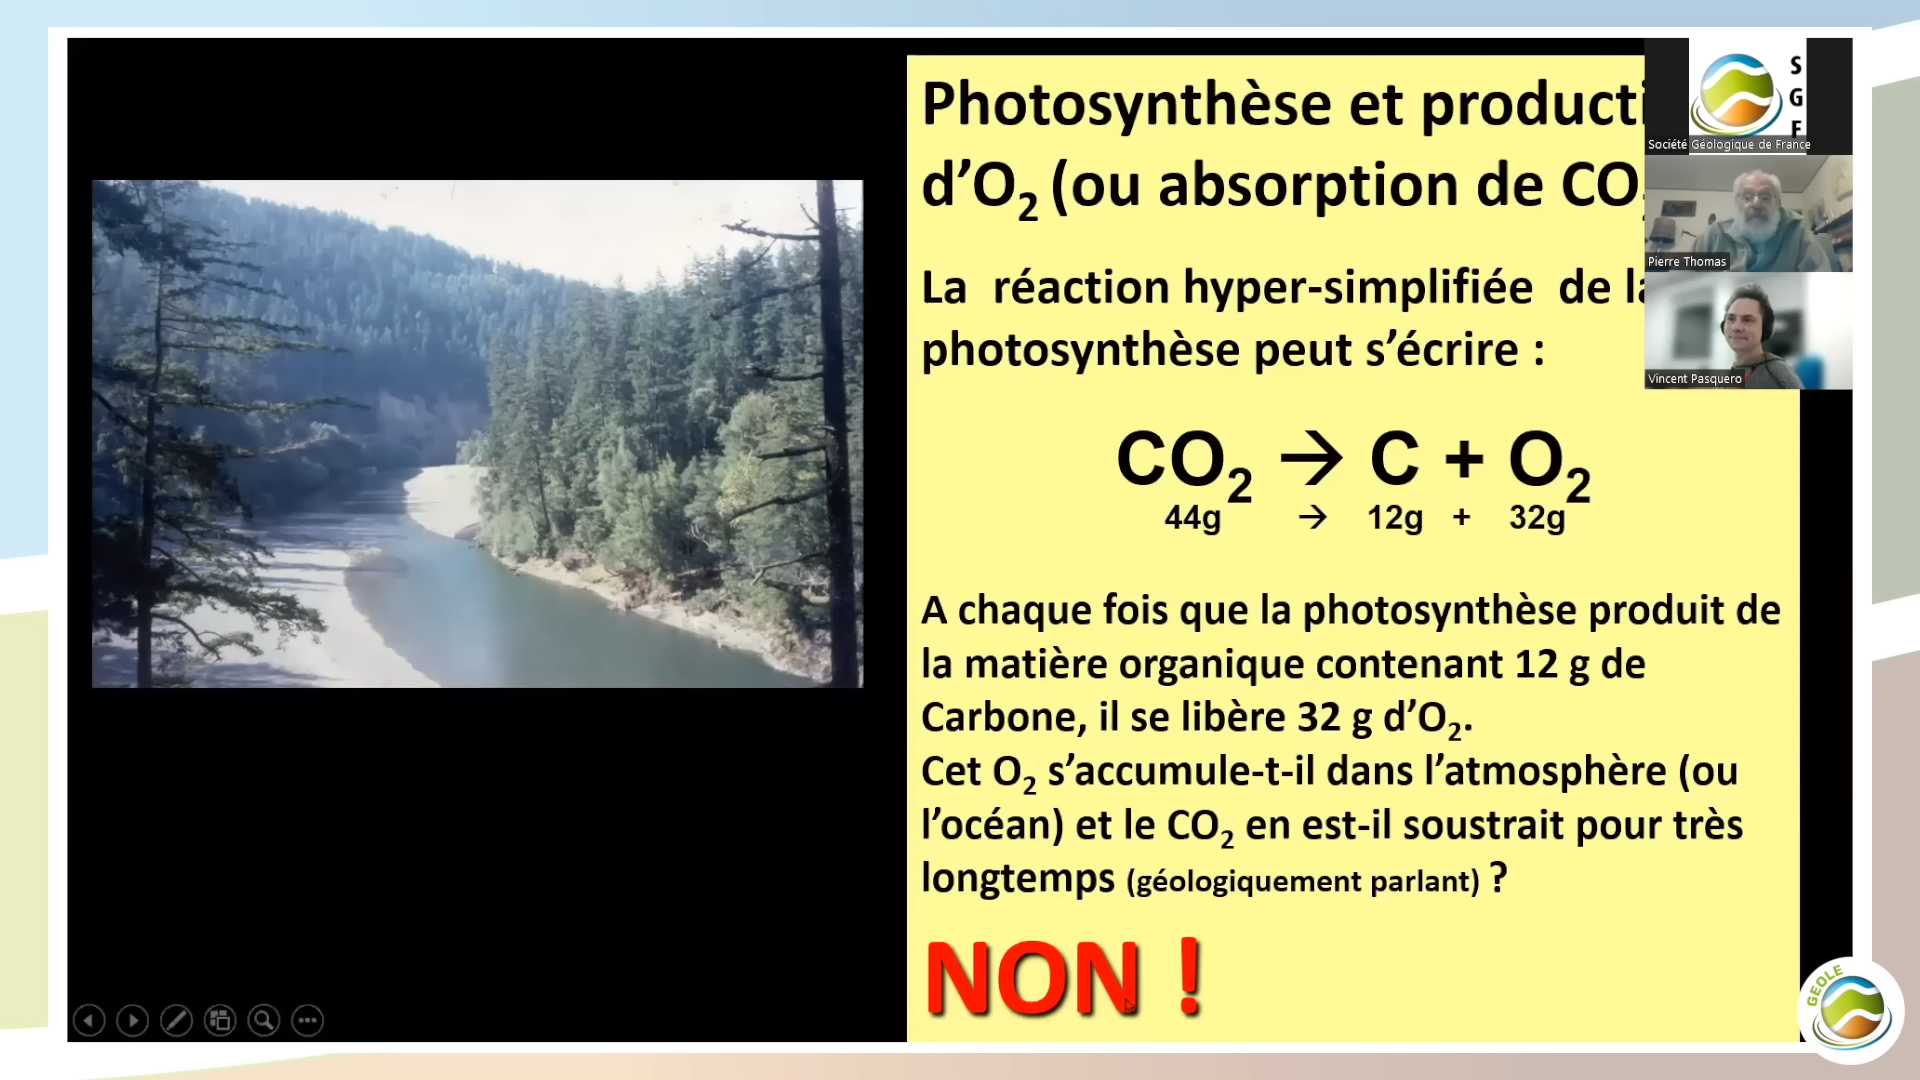 Photosynthèse et producti
d’O2 (ou absorption de CO2
La réaction hyper-simplifiée de la
photosynthèse peut s’écrire :
CO2 → C + O2
44g → 12g + 32g
A chaque fois que la photosynthèse produit de
la matière organique contenant 12 g de
Carbone, il se libère 32 g d’O2.
Cet O2 s’accumule-t-il dans l’atmosphère (ou
l’océan) et le CO2 en est-il soustrait pour très
longtemps (géologiquement parlant) ?
NON !
S
G
F
Société Géologique de France
Pierre Thomas
Vincent Pasquero
GEOLE